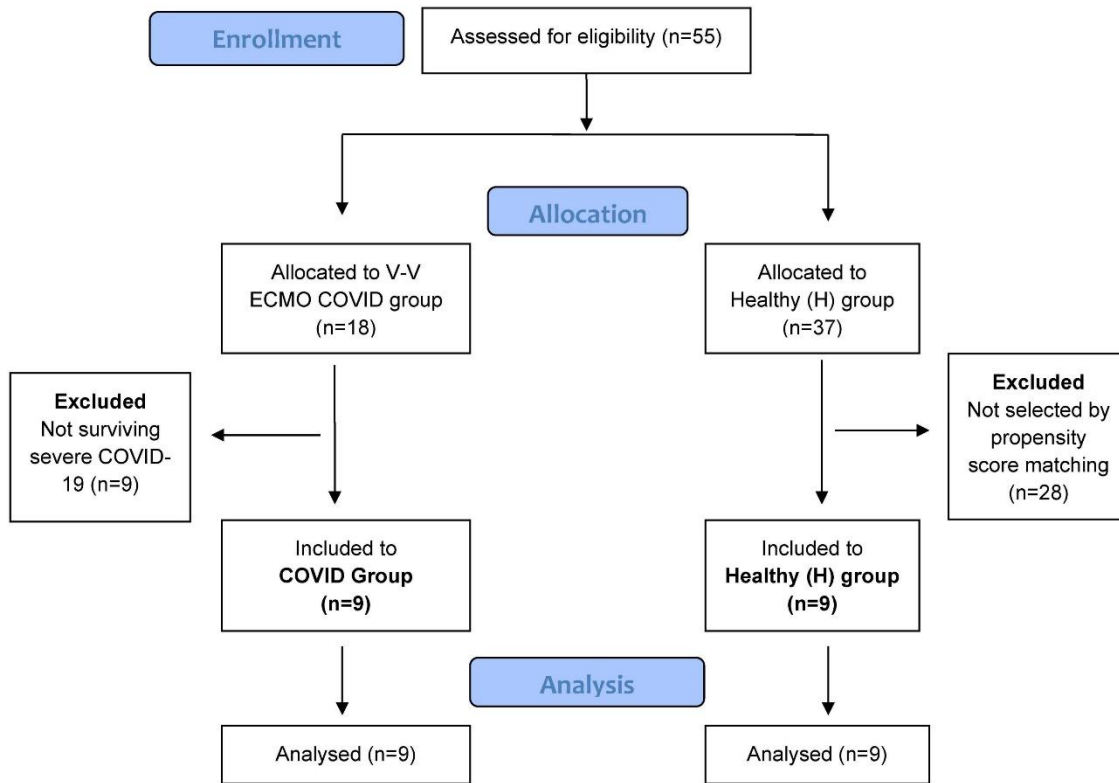 Enrollment
Assessed for eligibility (n=55)
Allocation
Allocated to V-V
ECMO COVID group
(n=18)
Allocated to
Healthy (H) group
(n=37)
Excluded
Not surviving
severe COVID-
19 (n=9)
Excluded
Not selected by
propensity
score matching
(n=28)
Included to
COVID Group
(n=9)
Included to
Healthy (H) group
(n=9)
Analysis
Analysed (n=9)
Analysed (n=9)